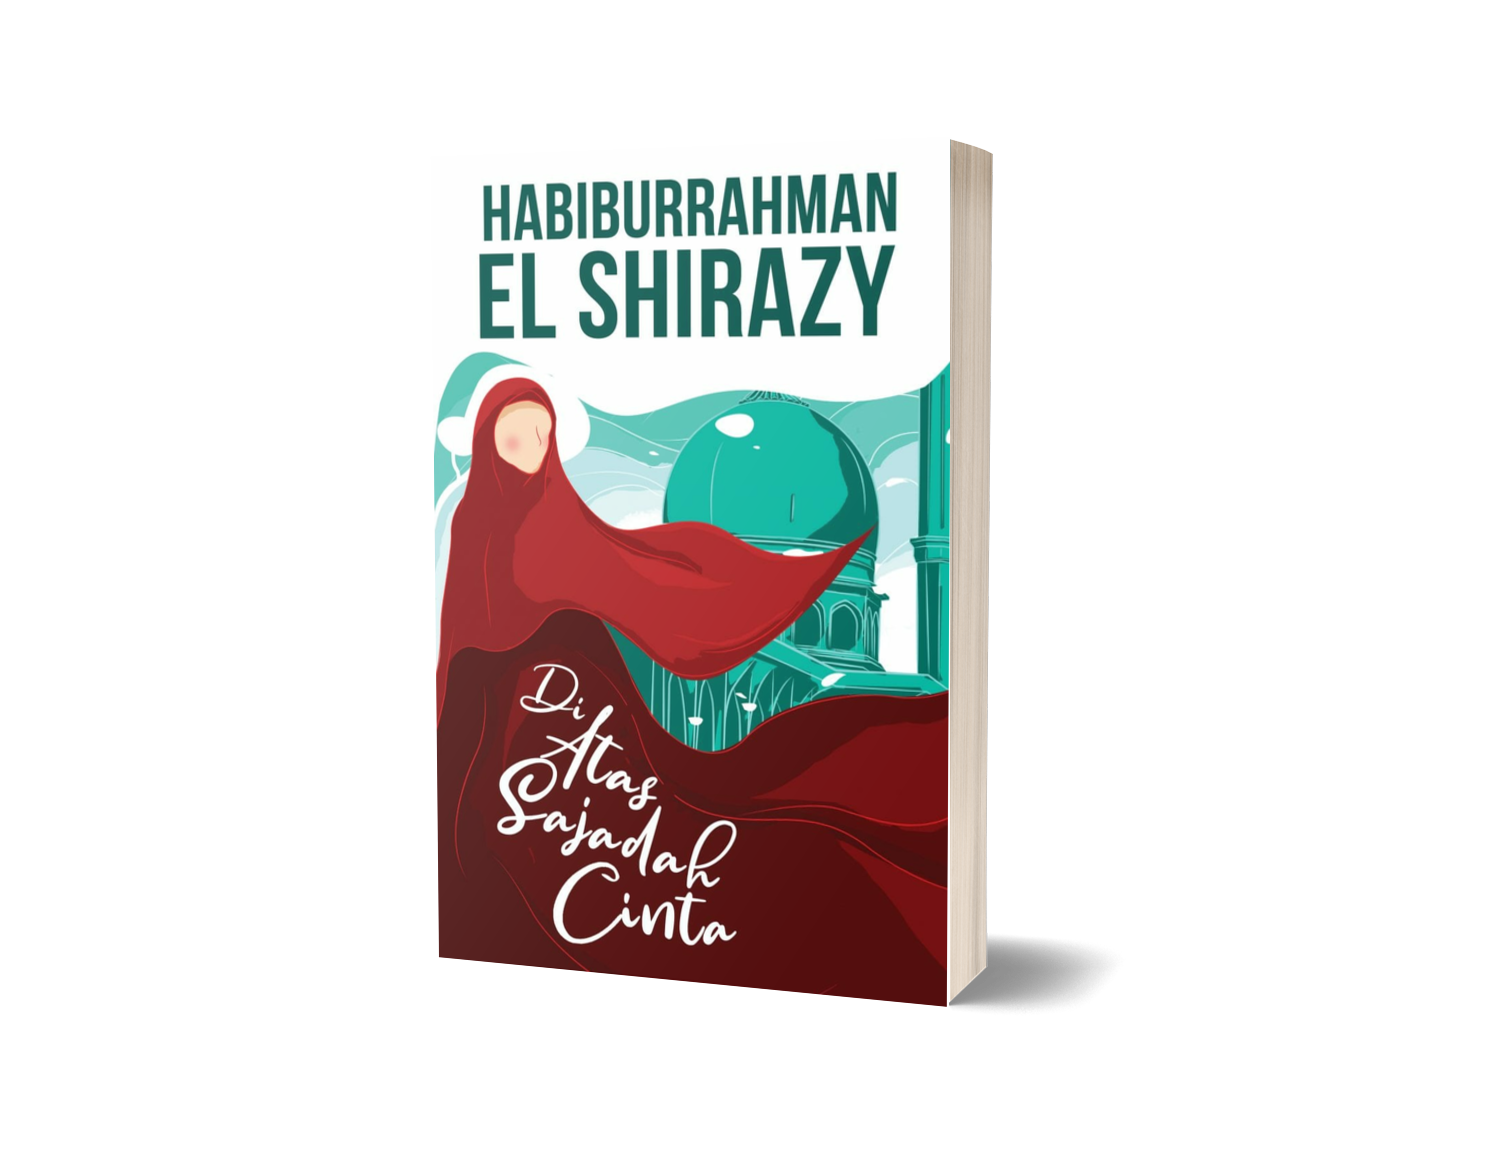 HABIBURRAHMAN
EL SHIRAZY
Di
Atas
Sajadah
Cinta